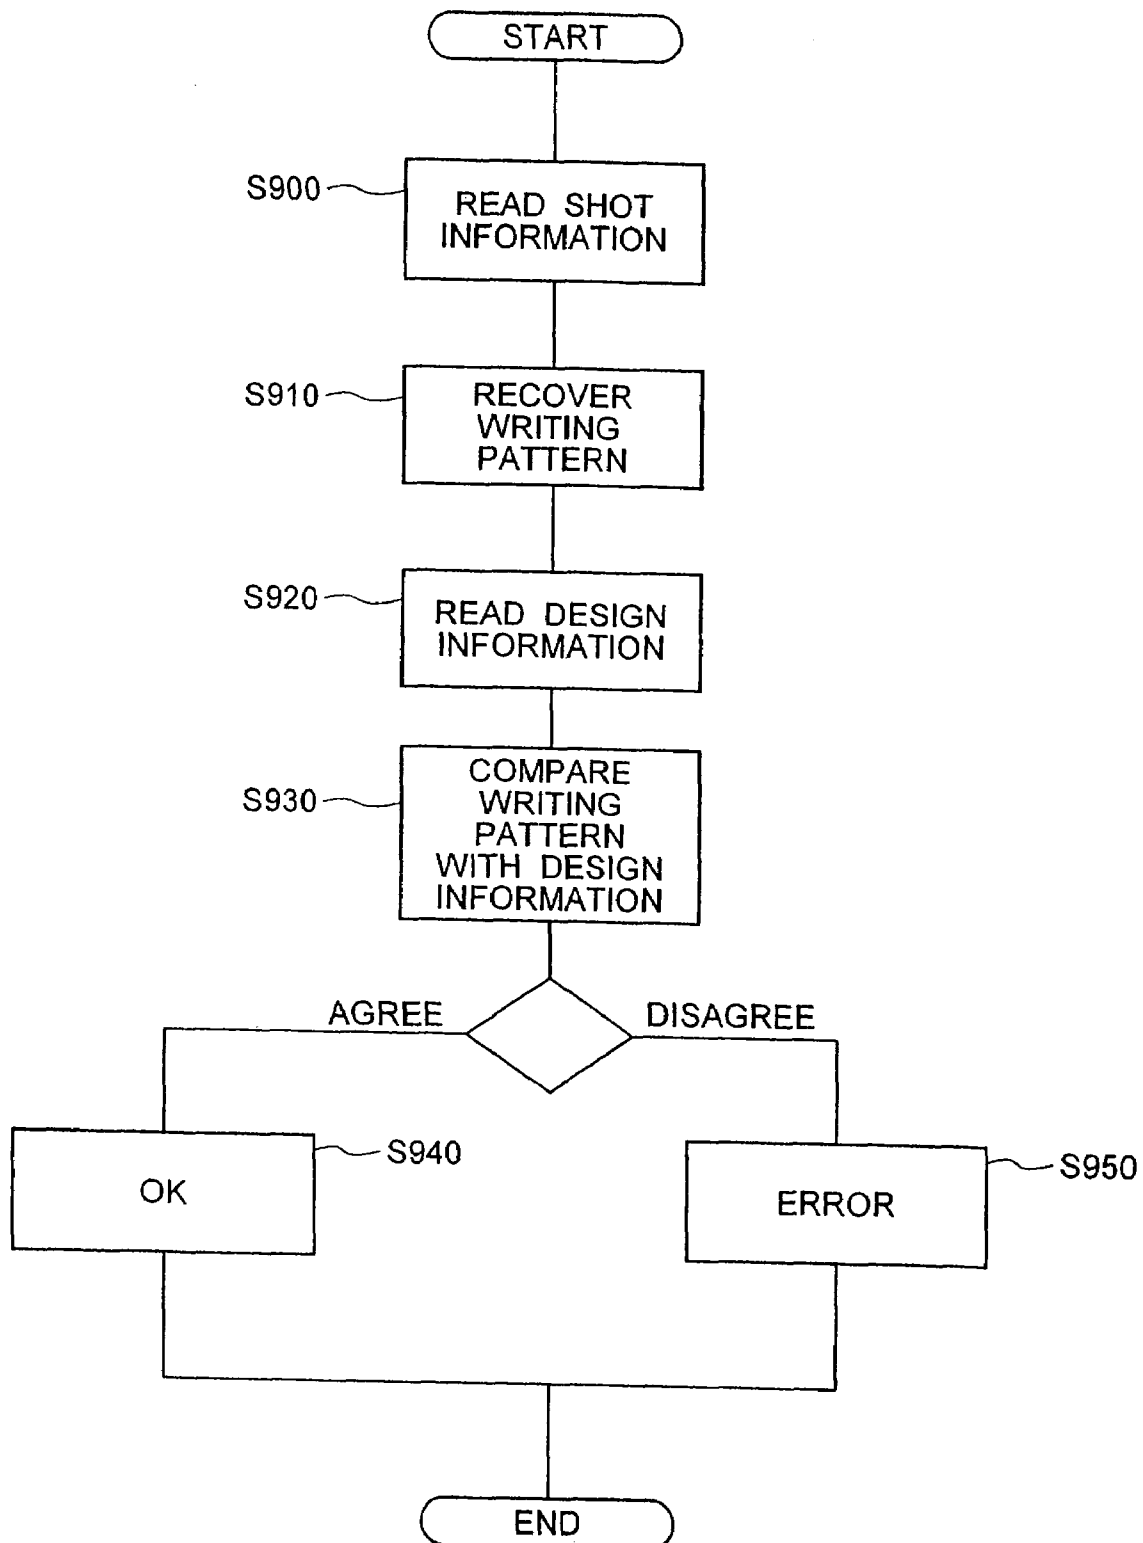 START
S900
READ SHOT
INFORMATION
S910
RECOVER
WRITING
PATTERN
S920
READ DESIGN
INFORMATION
S930
COMPARE
WRITING
PATTERN
WITH DESIGN
INFORMATION
AGREE
DISAGREE
S940
OK
S950
ERROR
END